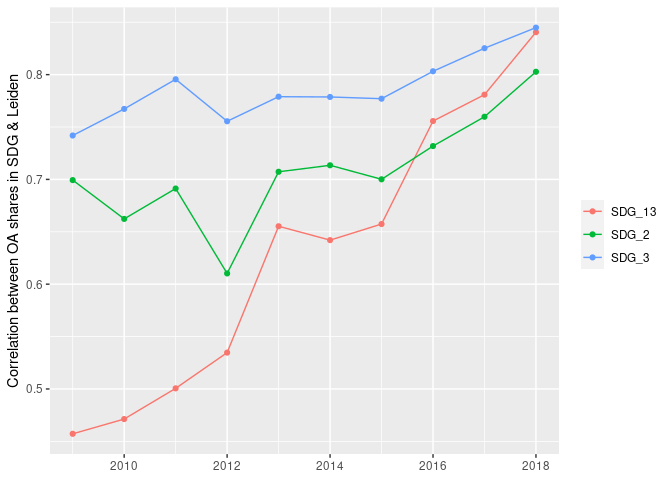 Correlation between OA shares in SDG & Leiden
0.8
0.7
0.6
0.5
2010 2012 2014 2016 2018
SDG_13
SDG_2
SDG_3